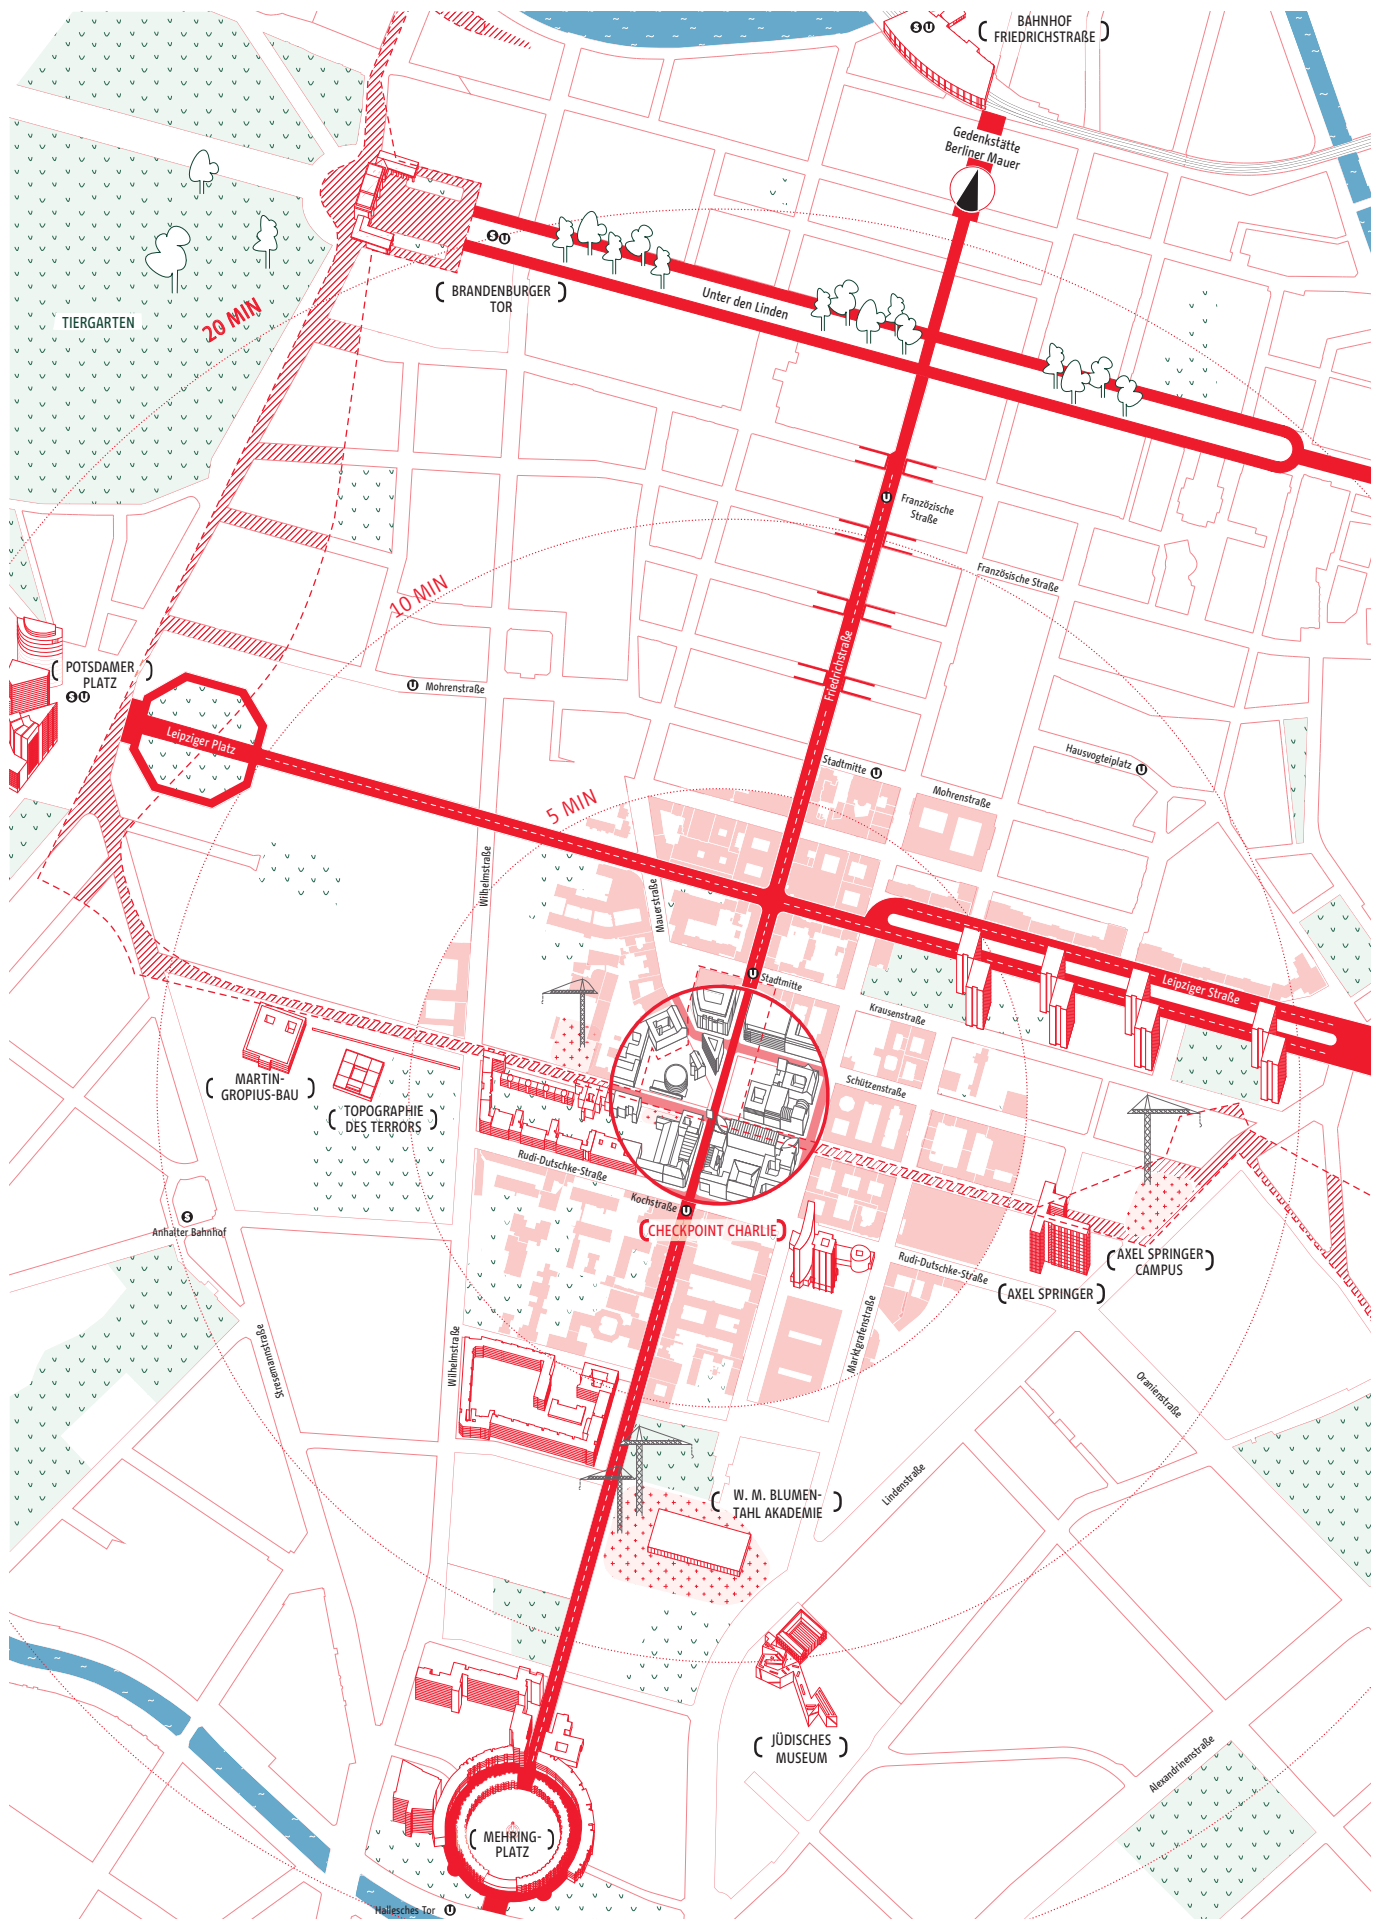 BAHNHOF
FRIEDRICHSTRAßE
S U
Gedenkstätte
Berliner Mauer
S U
BRANDENBURGER
TOR
Unter den Linden
TIERGARTEN
20 MIN
U
Französische
Straße
Französische Straße
10 MIN
Friedrichstraße
POTSDAMER
PLATZ
S U
U Mohrenstraße
Leipziger Platz
Hausvogteiplatz U
Stadtmitte U
Mohrenstraße
5 MIN
Wilhelmstraße
Mauerstraße
U Stadtmitte
Leipziger Straße
Krausenstraße
Schützenstraße
MARTIN-
GROPIUS-BAU
TOPOGRAPHIE
DES TERRORS
Rudi-Dutschke-Straße
Kochstraße U
CHECKPOINT CHARLIE
S
Anhalter Bahnhof
Rudi-Dutschke-Straße
AXEL SPRINGER
CAMPUS
AXEL SPRINGER
Stresemannstraße
Wilhelmstraße
Markgrafenstraße
Oranienstraße
Lindenstraße
W. M. BLUMEN-
TAHL AKADEMIE
JÜDISCHES
MUSEUM
Alexandrinenstraße
MEHRING-
PLATZ
Hallesches Tor U